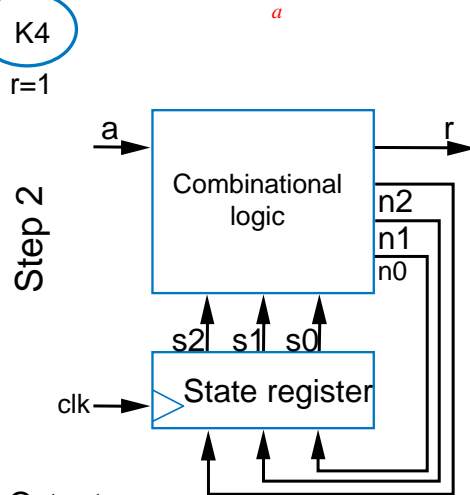 a
K4
r=1
a
r
Combinational
logic
n2
n1
n0
Step 2
s2 s1 s0
State register
clk